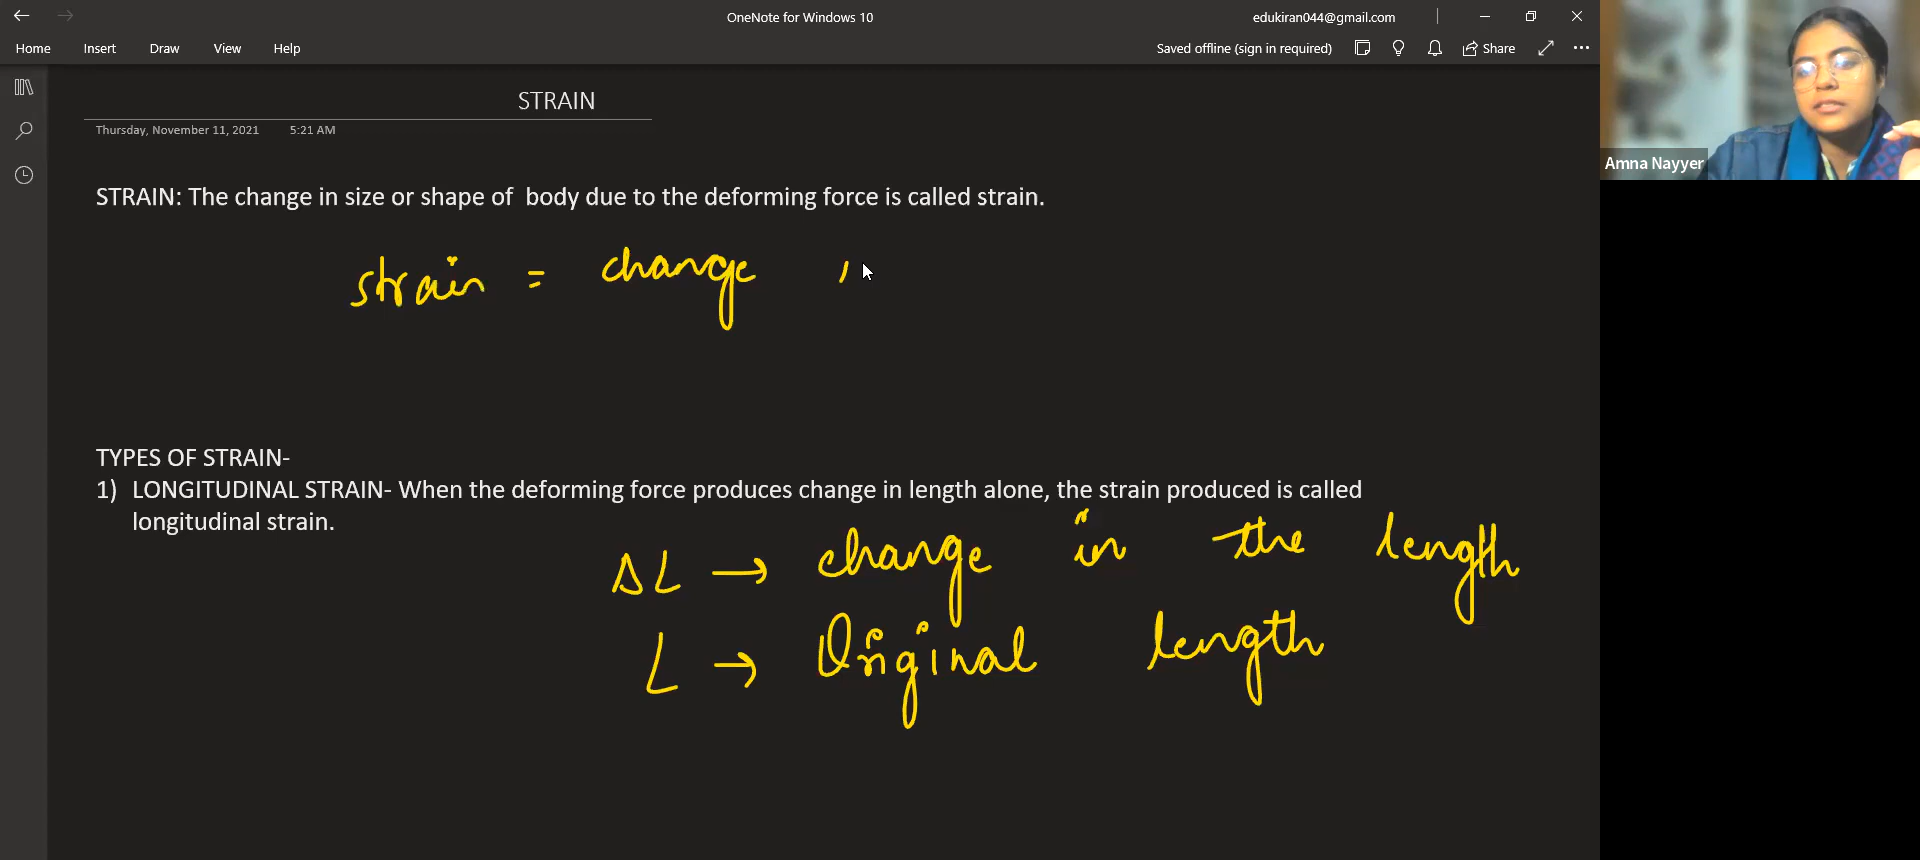 OneNote for Windows 10
edukiran044@gmail.com
Home Insert Draw View Help
Saved offline (sign in required) Share
STRAIN
Thursday, November 11, 2021 5:21 AM
Amna Nayyer
STRAIN: The change in size or shape of body due to the deforming force is called strain.
strain = change
TYPES OF STRAIN-
1) LONGITUDINAL STRAIN- When the deforming force produces change in length alone, the strain produced is called
longitudinal strain.
ΔL → change in the length
L → Original length